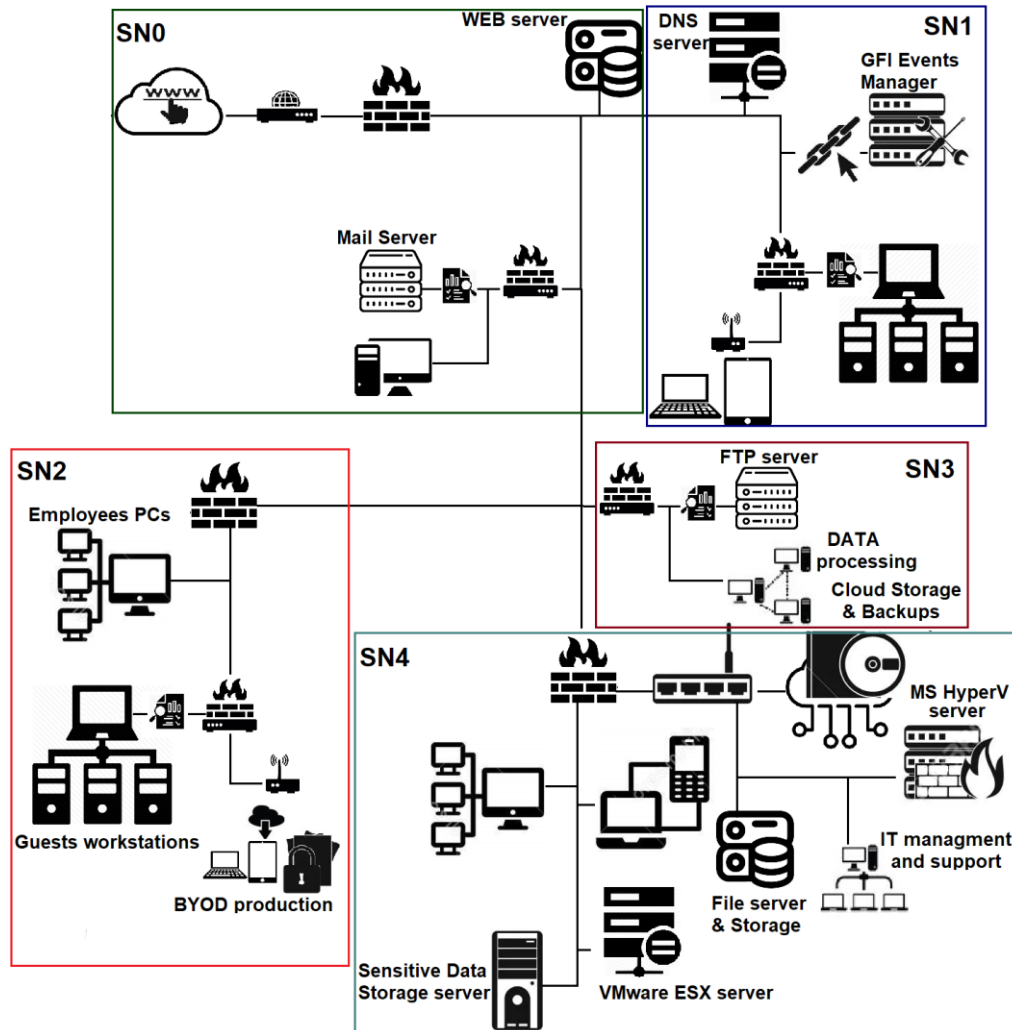 SN0
WEB server
www
Mail Server
DNS
server
SN1
GFI Events
Manager
SN2
Employees PCs
Guests workstations
BYOD production
FTP server
SN3
DATA
processing
Cloud Storage
& Backups
SN4
MS HyperV
server
IT managment
and support
File server
& Storage
Sensitive Data
Storage server
VMware ESX server